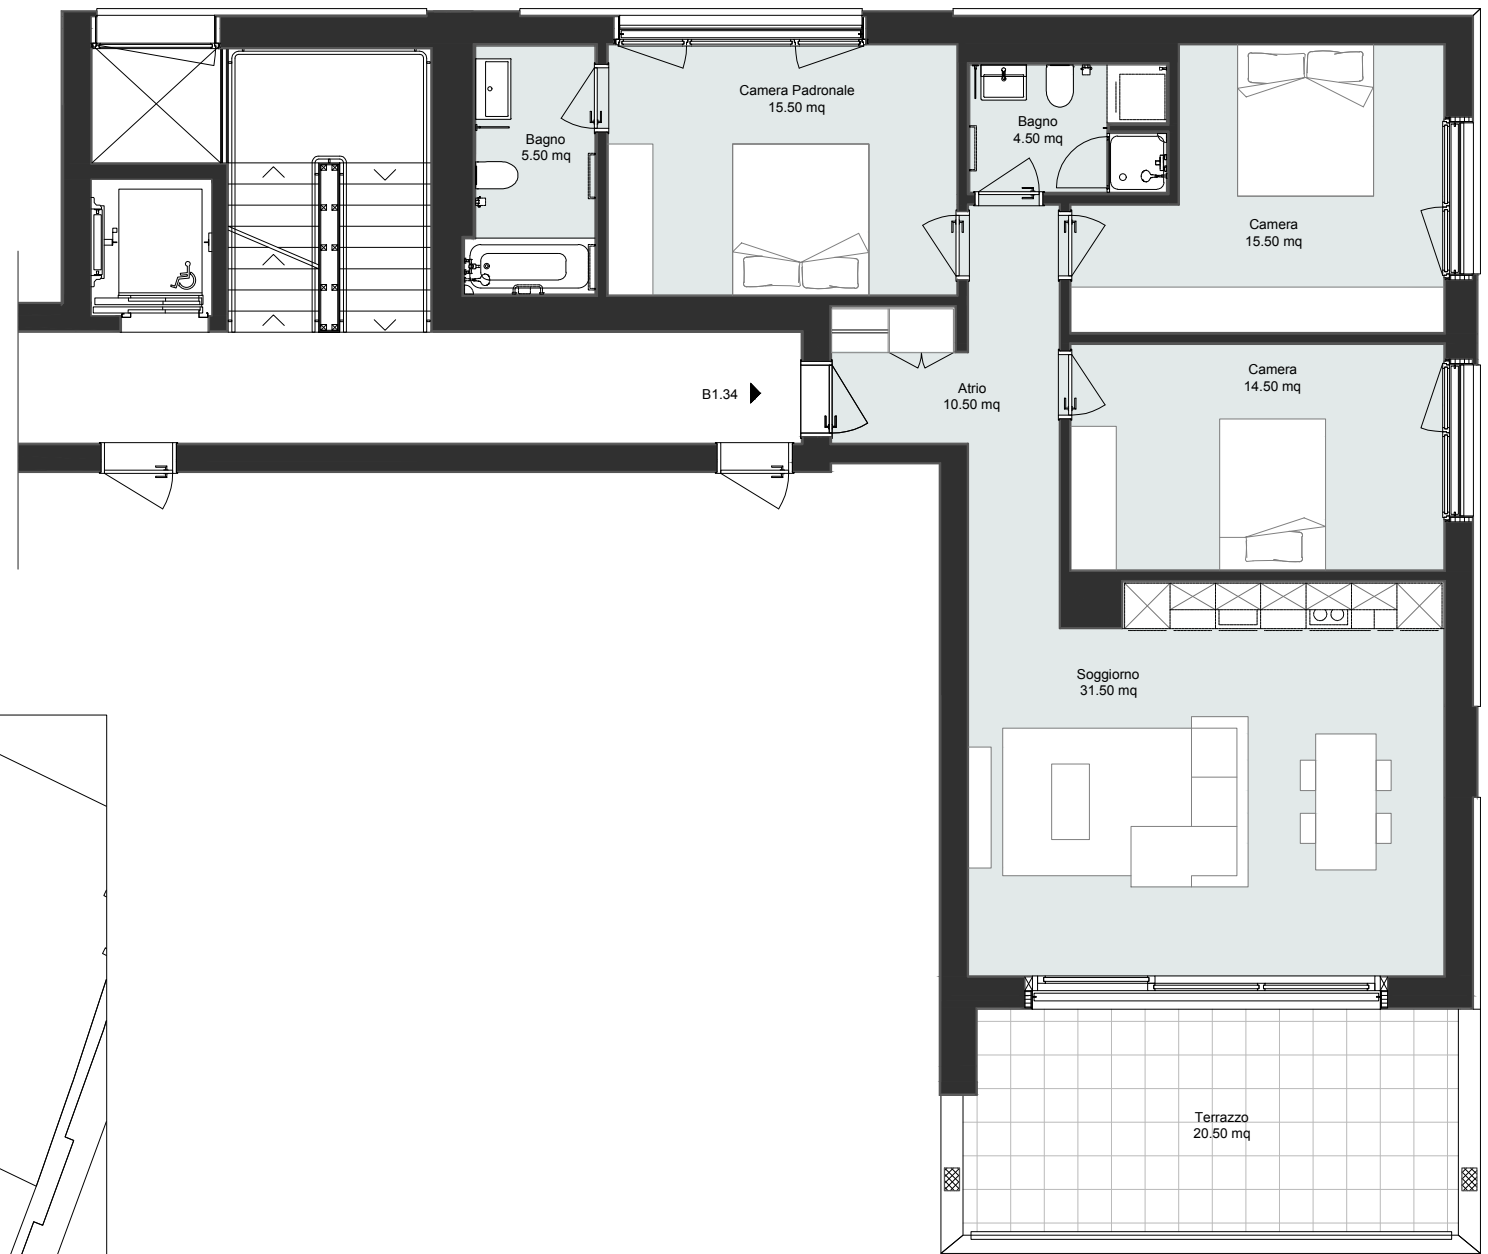 Camera Padronale
15.50 mq
Bagno
5.50 mq
Bagno
4.50 mq
Camera
15.50 mq
Camera
14.50 mq
B1.34
Atrio
10.50 mq
Soggiorno
31.50 mq
Terrazzo
20.50 mq